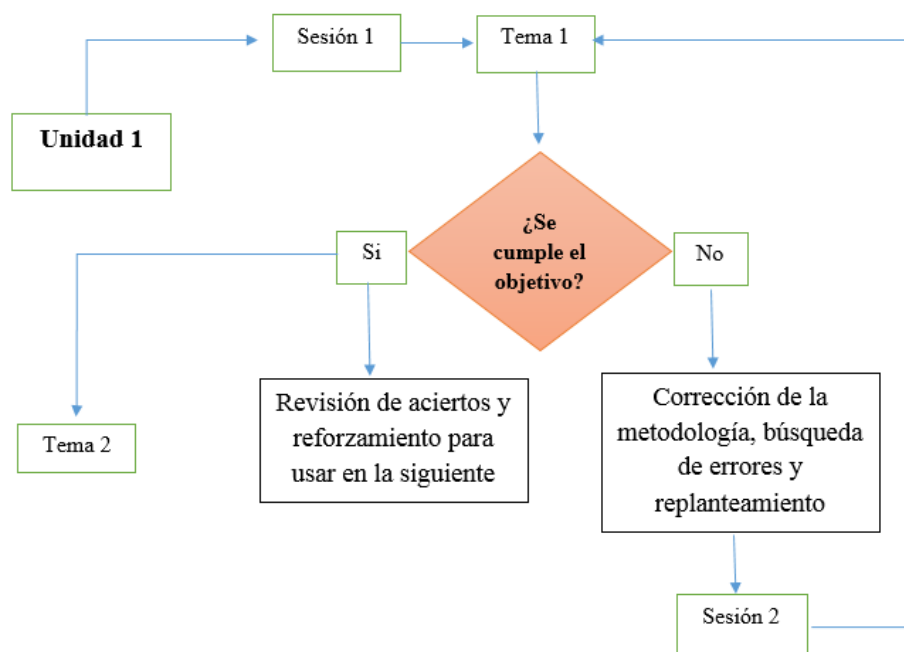 Sesión 1
Tema 1
Unidad 1
¿Se
cumple el
objetivo?
Si
No
Revisión de aciertos y
reforzamiento para
usar en la siguiente
Corrección de la
metodología, búsqueda
de errores y
replanteamiento
Tema 2
Sesión 2